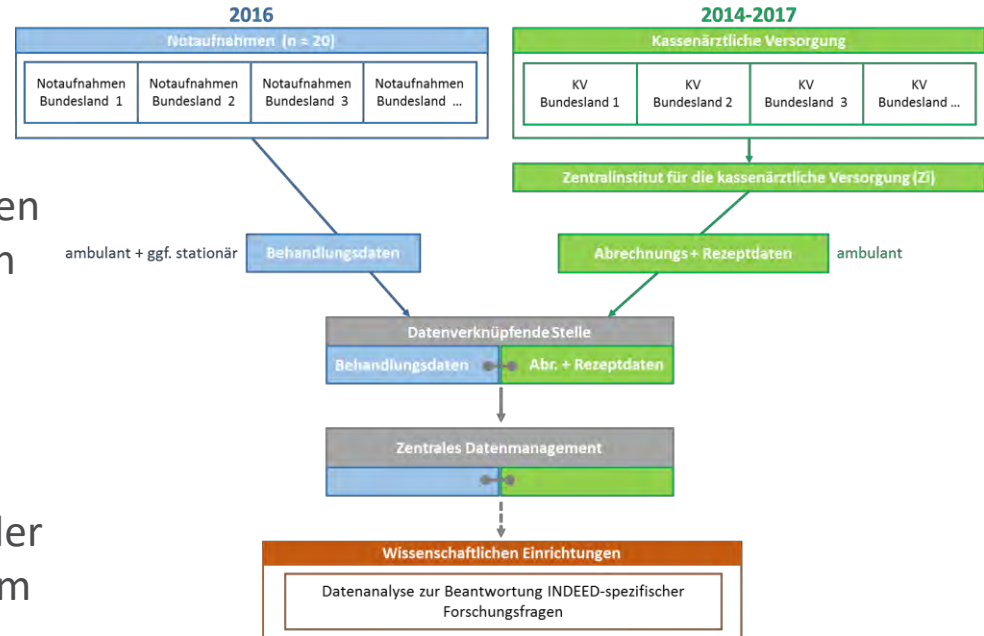 2016
2014-2017
Notaufnahmen (n = 20)
Kassenärztliche Versorgung
Notaufnahmen
Bundesland 1
Notaufnahmen
Bundesland 2
Notaufnahmen
Bundesland 3
Notaufnahmen
Bundesland ...
KV
Bundesland 1
KV
Bundesland 2
KV
Bundesland 3
KV
Bundesland ...
Zentralinstitut für die kassenärztliche Versorgung (Zi)
en
n
ambulant + ggf. stationär
Behandlungsdaten
Abrechnungs + Rezeptdaten
ambulant
Datenverknüpfende Stelle
Behandlungsdaten
Abr. + Rezeptdaten
Zentrales Datenmanagement
ler
m
Wissenschaftlichen Einrichtungen
Datenanalyse zur Beantwortung INDEED-spezifischer
Forschungsfragen